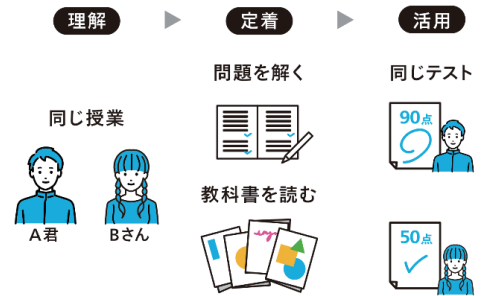 理解
定着
活用
同じ授業
A君
Bさん
問題を解く
教科書を読む
同じテスト
90点
50点